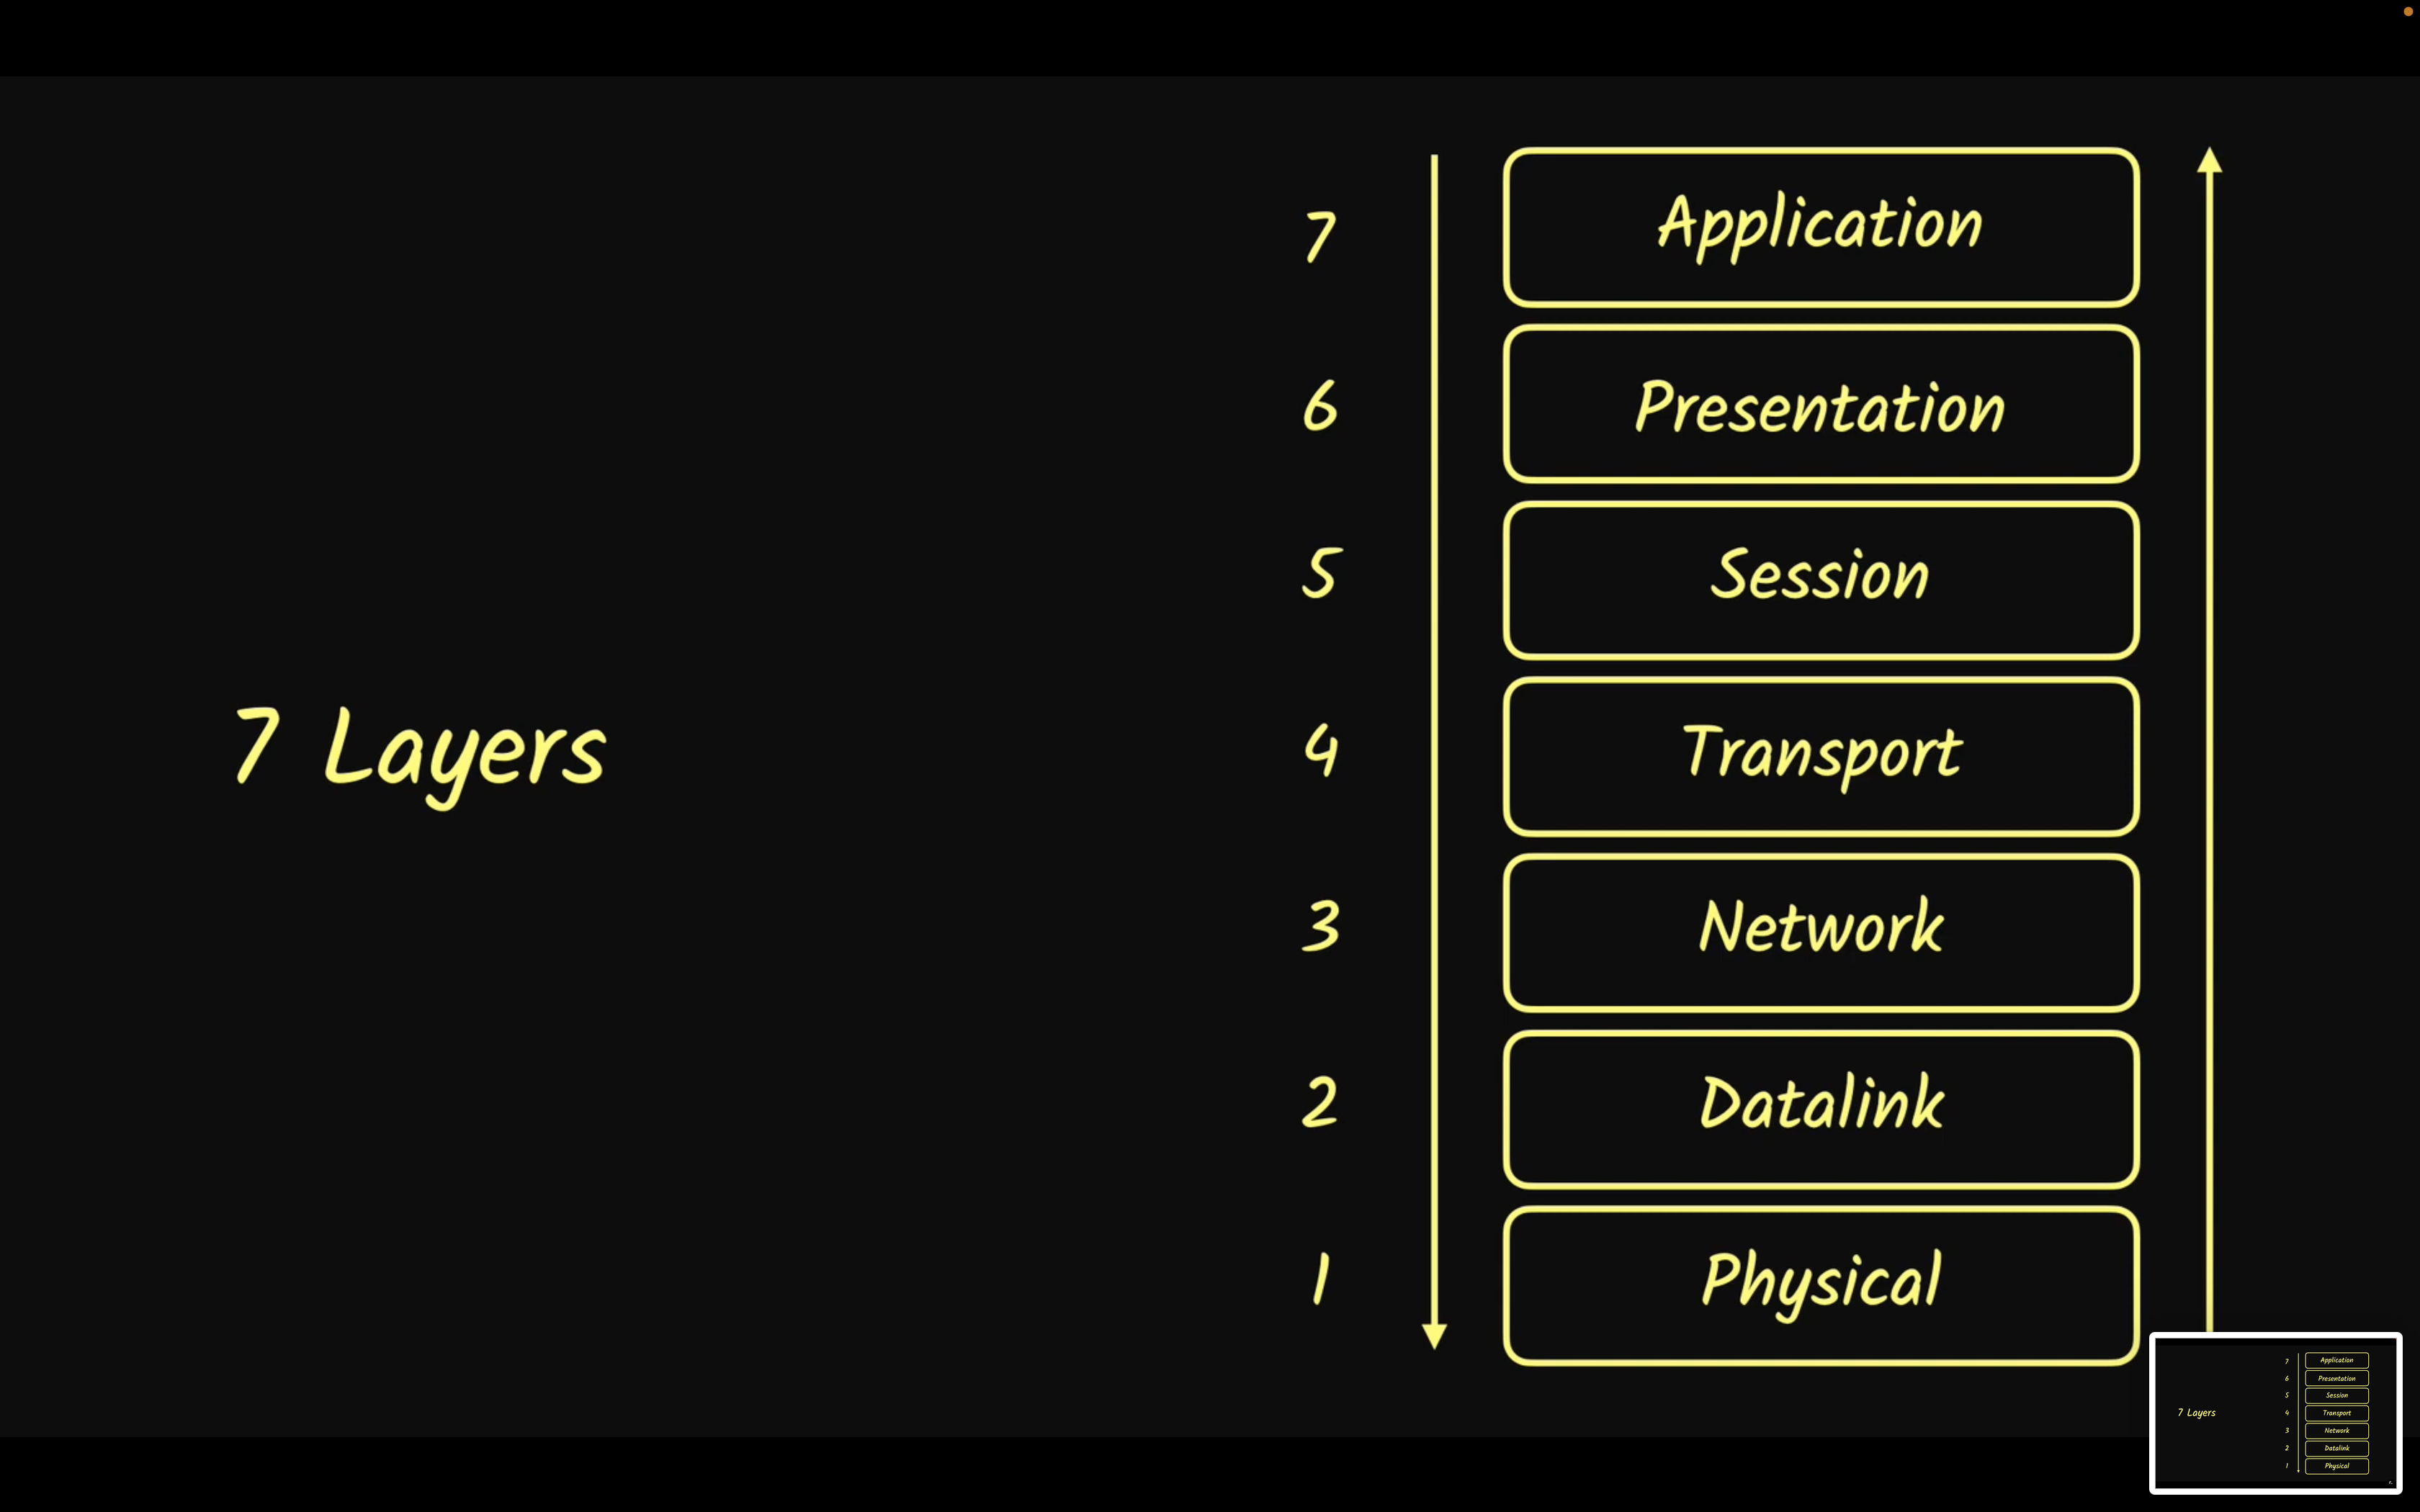 7 Layers
7 Application
6 Presentation
5 Session
4 Transport
3 Network
2 Datalink
1 Physical
7 Layers
7 Application
6 Presentation
5 Session
4 Transport
3 Network
2 Datalink
1 Physical